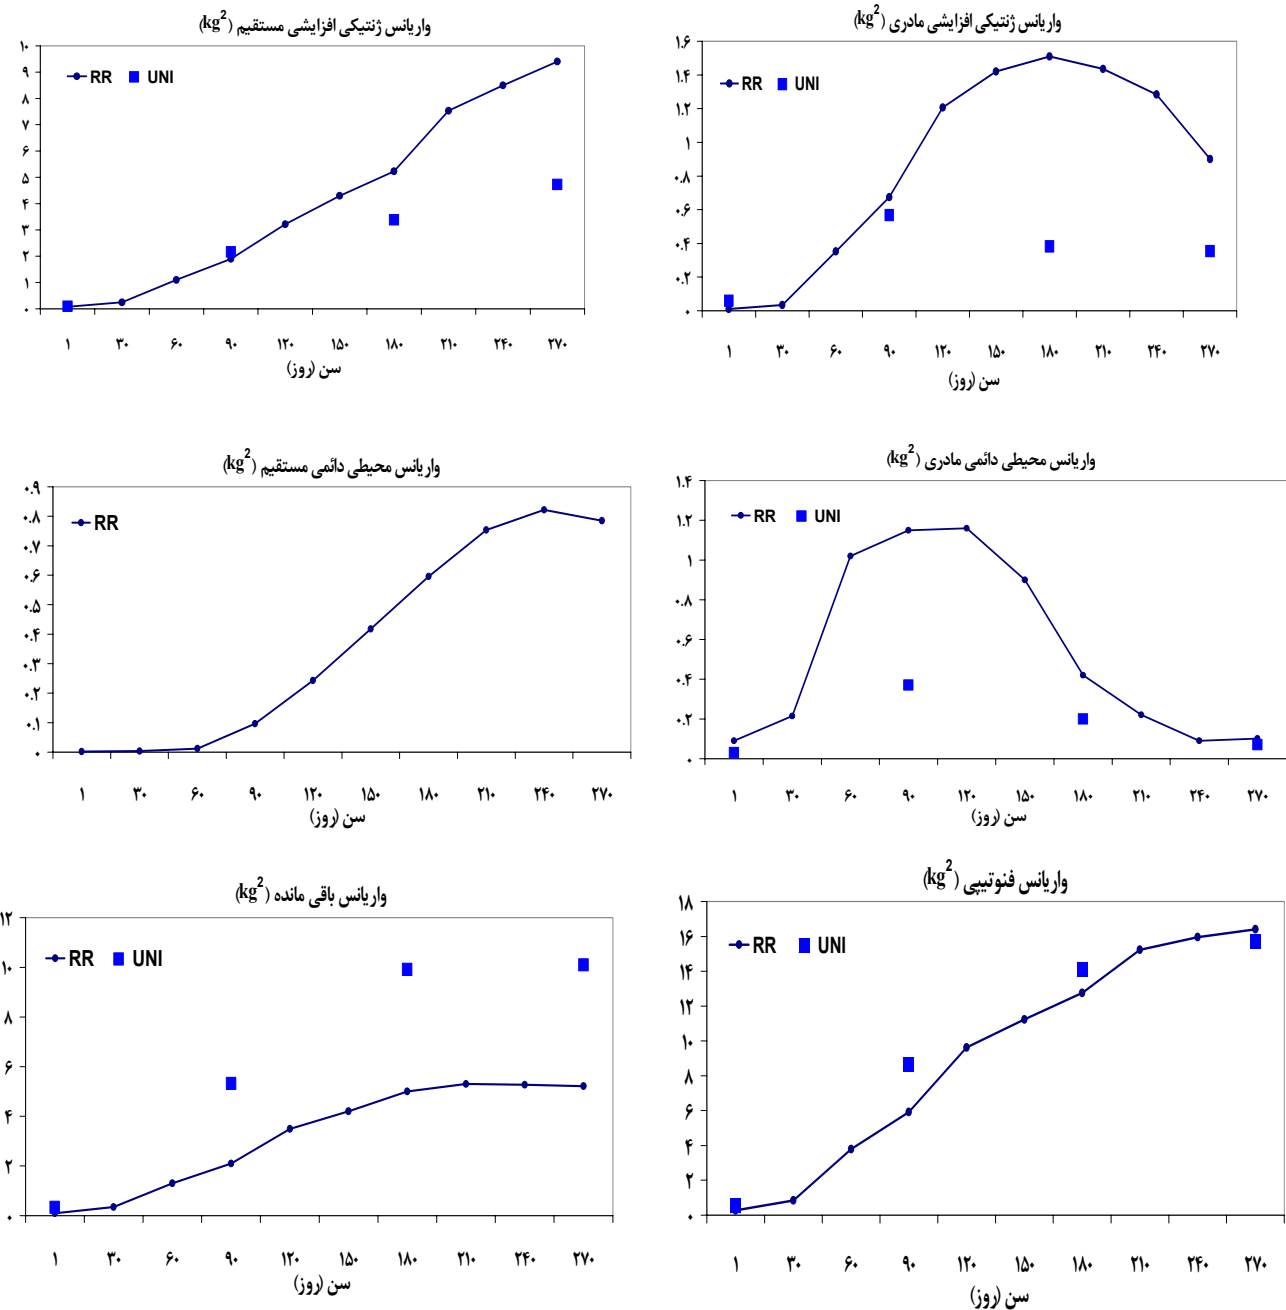 واریانس ژنتیکی افزایشی مستقیم (kg²)
RR UNI
۱۰
۹
۸
۷
۶
۵
۴
۳
۲
۱
۰
۱ ۳۰ ۶۰ ۹۰ ۱۲۰ ۱۵۰ ۱۸۰ ۲۱۰ ۲۴۰ ۲۷۰
سن (روز)
واریانس ژنتیکی افزایشی مادری (kg²)
RR UNI
۱.۶
۱.۴
۱.۲
۱
۰.۸
۰.۶
۰.۴
۰.۲
۰
۱ ۳۰ ۶۰ ۹۰ ۱۲۰ ۱۵۰ ۱۸۰ ۲۱۰ ۲۴۰ ۲۷۰
سن (روز)
واریانس محیطی دائمی مستقیم (kg²)
RR
۰.۹
۰.۸
۰.۷
۰.۶
۰.۵
۰.۴
۰.۳
۰.۲
۰.۱
۰
۱ ۳۰ ۶۰ ۹۰ ۱۲۰ ۱۵۰ ۱۸۰ ۲۱۰ ۲۴۰ ۲۷۰
سن (روز)
واریانس محیطی دائمی مادری (kg²)
RR UNI
۱.۴
۱.۲
۱
۰.۸
۰.۶
۰.۴
۰.۲
۰
۱ ۳۰ ۶۰ ۹۰ ۱۲۰ ۱۵۰ ۱۸۰ ۲۱۰ ۲۴۰ ۲۷۰
سن (روز)
واریانس باقی مانده (kg²)
RR UNI
۱۲
۱۰
۸
۶
۴
۲
۰
۱ ۳۰ ۶۰ ۹۰ ۱۲۰ ۱۵۰ ۱۸۰ ۲۱۰ ۲۴۰ ۲۷۰
سن (روز)
واریانس فنوتیپی (kg²)
RR UNI
۱۸
۱۶
۱۴
۱۲
۱۰
۸
۶
۴
۲
۰
۱ ۳۰ ۶۰ ۹۰ ۱۲۰ ۱۵۰ ۱۸۰ ۲۱۰ ۲۴۰ ۲۷۰
سن (روز)